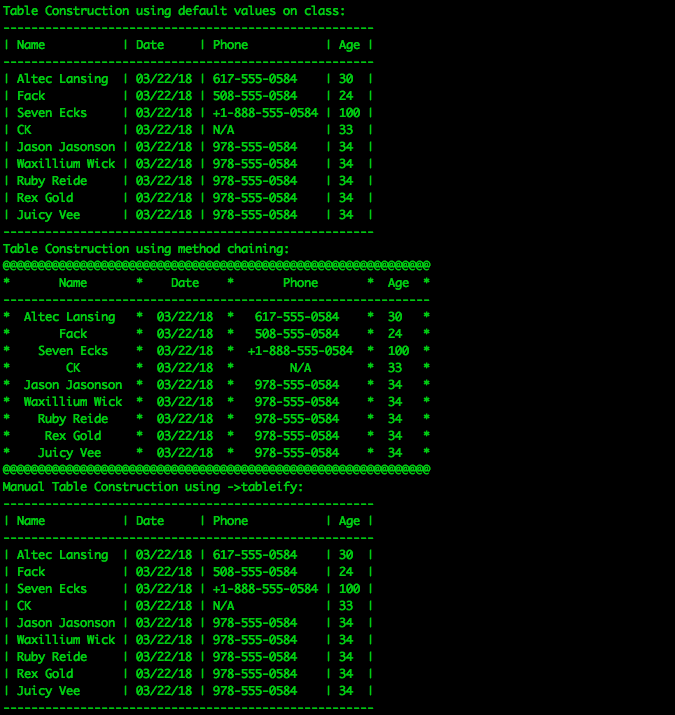 Table Construction using default values on class:
-----------------------------------------------------
| Name           | Date     | Phone           | Age |
-----------------------------------------------------
| Altec Lansing  | 03/22/18 | 617-555-0584    | 30  |
| Fack           | 03/22/18 | 508-555-0584    | 24  |
| Seven Ecks     | 03/22/18 | +1-888-555-0584 | 100 |
| CK             | 03/22/18 | N/A             | 33  |
| Jason Jasonson | 03/22/18 | 978-555-0584    | 34  |
| Waxillium Wick | 03/22/18 | 978-555-0584    | 34  |
| Ruby Reide     | 03/22/18 | 978-555-0584    | 34  |
| Rex Gold       | 03/22/18 | 978-555-0584    | 34  |
| Juicy Vee      | 03/22/18 | 978-555-0584    | 34  |
-----------------------------------------------------
Table Construction using method chaining:
@@@@@@@@@@@@@@@@@@@@@@@@@@@@@@@@@@@@@@@@@@@@@@@@@@@@@@@@@@@@@
*       Name       *    Date    *       Phone       *  Age  *
-------------------------------------------------------------
*  Altec Lansing   *  03/22/18  *   617-555-0584    *  30   *
*       Fack       *  03/22/18  *   508-555-0584    *  24   *
*    Seven Ecks    *  03/22/18  *  +1-888-555-0584  *  100  *
*        CK        *  03/22/18  *        N/A        *  33   *
*  Jason Jasonson  *  03/22/18  *   978-555-0584    *  34   *
*  Waxillium Wick  *  03/22/18  *   978-555-0584    *  34   *
*    Ruby Reide    *  03/22/18  *   978-555-0584    *  34   *
*     Rex Gold     *  03/22/18  *   978-555-0584    *  34   *
*    Juicy Vee     *  03/22/18  *   978-555-0584    *  34   *
@@@@@@@@@@@@@@@@@@@@@@@@@@@@@@@@@@@@@@@@@@@@@@@@@@@@@@@@@@@@@
Manual Table Construction using ->tableify:
-----------------------------------------------------
| Name           | Date     | Phone           | Age |
-----------------------------------------------------
| Altec Lansing  | 03/22/18 | 617-555-0584    | 30  |
| Fack           | 03/22/18 | 508-555-0584    | 24  |
| Seven Ecks     | 03/22/18 | +1-888-555-0584 | 100 |
| CK             | 03/22/18 | N/A             | 33  |
| Jason Jasonson | 03/22/18 | 978-555-0584    | 34  |
| Waxillium Wick | 03/22/18 | 978-555-0584    | 34  |
| Ruby Reide     | 03/22/18 | 978-555-0584    | 34  |
| Rex Gold       | 03/22/18 | 978-555-0584    | 34  |
| Juicy Vee      | 03/22/18 | 978-555-0584    | 34  |
-----------------------------------------------------